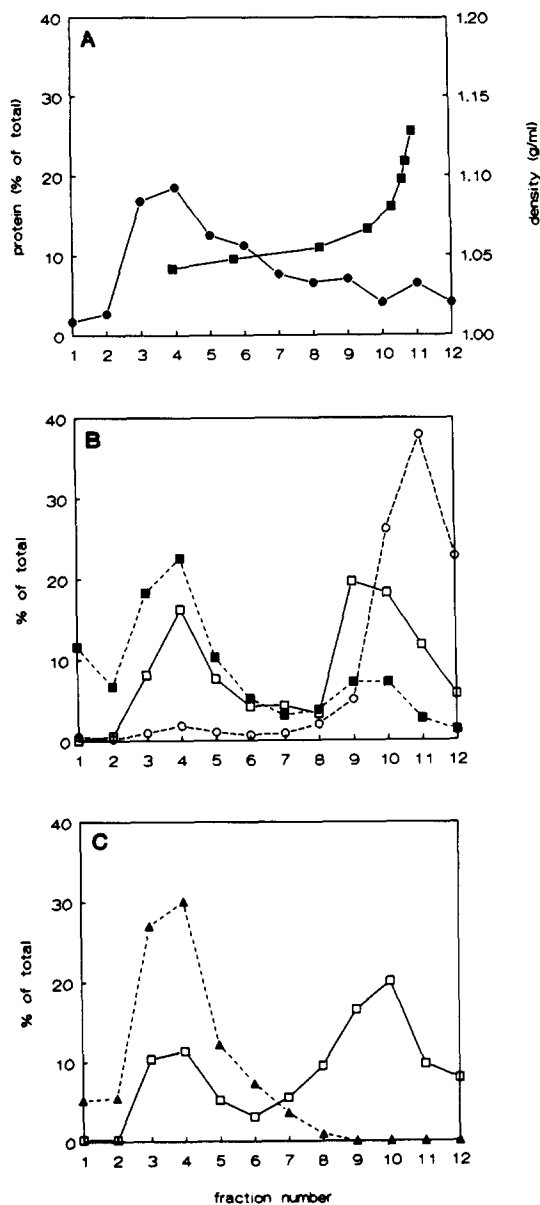 A
protein (% of total)
40
30
20
10
0
1.20
1.15
1.10
1.05
1.00
density (g/ml)
1 2 3 4 5 6 7 8 9 10 11 12
B
% of total
40
30
20
10
0
1 2 3 4 5 6 7 8 9 10 11 12
C
% of total
40
30
20
10
0
1 2 3 4 5 6 7 8 9 10 11 12
fraction number